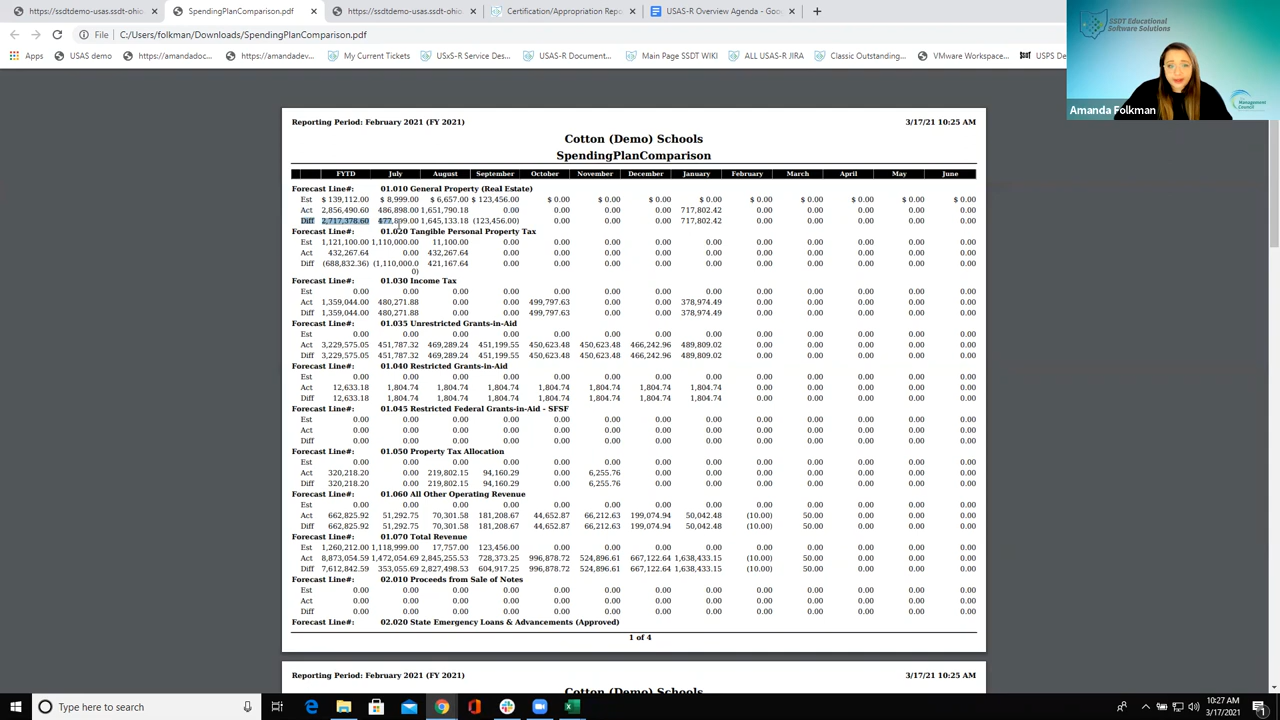 https://ssdtdemo-usas.ssdt-ohio × SpendingPlanComparison.pdf × https://ssdtdemo-usas.ssdt-ohio × Certification/Appropriation Repo × USAS-R Overview Agenda - Goo × +
File C:/Users/folkman/Downloads/SpendingPlanComparison.pdf
Apps USAS demo https://amandadoc... https://amandadev... My Current Tickets USxS-R Service Des... USAS-R Document... Main Page SSDT WIKI ALL USAS-R JIRA Classic Outstanding... VMware Workspace... USPS De
SSDT Educational
Software Solutions
Management
Council
Amanda Folkman
Reporting Period: February 2021 (FY 2021) 3/17/21 10:25 AM
Cotton (Demo) Schools
SpendingPlanComparison
FYTD July August September October November December January February March April May June
Forecast Line#: 01.010 General Property (Real Estate)
Est $ 139,112.00 $ 8,999.00 $ 6,657.00 $ 123,456.00 $ 0.00 $ 0.00 $ 0.00 $ 0.00 $ 0.00 $ 0.00 $ 0.00 $ 0.00 $ 0.00
Act 2,856,490.60 486,898.00 1,651,790.18 0.00 0.00 0.00 0.00 717,802.42 0.00 0.00 0.00 0.00 0.00
Diff 2,717,378.60 477,899.00 1,645,133.18 (123,456.00) 0.00 0.00 0.00 717,802.42 0.00 0.00 0.00 0.00 0.00
Forecast Line#: 01.020 Tangible Personal Property Tax
Est 1,121,100.00 1,110,000.00 11,100.00 0.00 0.00 0.00 0.00 0.00 0.00 0.00 0.00 0.00 0.00
Act 432,267.64 0.00 432,267.64 0.00 0.00 0.00 0.00 0.00 0.00 0.00 0.00 0.00 0.00
Diff (688,832.36) (1,110,000.0 421,167.64 0.00 0.00 0.00 0.00 0.00 0.00 0.00 0.00 0.00 0.00
0)
Forecast Line#: 01.030 Income Tax
Est 0.00 0.00 0.00 0.00 0.00 0.00 0.00 0.00 0.00 0.00 0.00 0.00 0.00
Act 1,359,044.00 480,271.88 0.00 0.00 499,797.63 0.00 0.00 378,974.49 0.00 0.00 0.00 0.00 0.00
Diff 1,359,044.00 480,271.88 0.00 0.00 499,797.63 0.00 0.00 378,974.49 0.00 0.00 0.00 0.00 0.00
Forecast Line#: 01.035 Unrestricted Grants-in-Aid
Est 0.00 0.00 0.00 0.00 0.00 0.00 0.00 0.00 0.00 0.00 0.00 0.00 0.00
Act 3,229,575.05 451,787.32 469,289.24 451,199.55 450,623.48 450,623.48 466,242.96 489,809.02 0.00 0.00 0.00 0.00 0.00
Diff 3,229,575.05 451,787.32 469,289.24 451,199.55 450,623.48 450,623.48 466,242.96 489,809.02 0.00 0.00 0.00 0.00 0.00
Forecast Line#: 01.040 Restricted Grants-in-Aid
Est 0.00 0.00 0.00 0.00 0.00 0.00 0.00 0.00 0.00 0.00 0.00 0.00 0.00
Act 12,633.18 1,804.74 1,804.74 1,804.74 1,804.74 1,804.74 1,804.74 1,804.74 0.00 0.00 0.00 0.00 0.00
Diff 12,633.18 1,804.74 1,804.74 1,804.74 1,804.74 1,804.74 1,804.74 1,804.74 0.00 0.00 0.00 0.00 0.00
Forecast Line#: 01.045 Restricted Federal Grants-in-Aid - SFSF
Est 0.00 0.00 0.00 0.00 0.00 0.00 0.00 0.00 0.00 0.00 0.00 0.00 0.00
Act 0.00 0.00 0.00 0.00 0.00 0.00 0.00 0.00 0.00 0.00 0.00 0.00 0.00
Diff 0.00 0.00 0.00 0.00 0.00 0.00 0.00 0.00 0.00 0.00 0.00 0.00 0.00
Forecast Line#: 01.050 Property Tax Allocation
Est 0.00 0.00 0.00 0.00 0.00 0.00 0.00 0.00 0.00 0.00 0.00 0.00 0.00
Act 320,218.20 0.00 219,802.15 94,160.29 0.00 6,255.76 0.00 0.00 0.00 0.00 0.00 0.00 0.00
Diff 320,218.20 0.00 219,802.15 94,160.29 0.00 6,255.76 0.00 0.00 0.00 0.00 0.00 0.00 0.00
Forecast Line#: 01.060 All Other Operating Revenue
Est 0.00 0.00 0.00 0.00 0.00 0.00 0.00 0.00 0.00 0.00 0.00 0.00 0.00
Act 662,825.92 51,292.75 70,301.58 181,208.67 44,652.87 66,212.63 199,074.94 50,042.48 (10.00) 50.00 0.00 0.00 0.00
Diff 662,825.92 51,292.75 70,301.58 181,208.67 44,652.87 66,212.63 199,074.94 50,042.48 (10.00) 50.00 0.00 0.00 0.00
Forecast Line#: 01.070 Total Revenue
Est 1,260,212.00 1,118,999.00 17,757.00 123,456.00 0.00 0.00 0.00 0.00 0.00 0.00 0.00 0.00 0.00
Act 8,873,054.59 1,472,054.69 2,845,255.53 728,373.25 996,878.72 524,896.61 667,122.64 1,638,433.15 (10.00) 50.00 0.00 0.00 0.00
Diff 7,612,842.59 353,055.69 2,827,498.53 604,917.25 996,878.72 524,896.61 667,122.64 1,638,433.15 (10.00) 50.00 0.00 0.00 0.00
Forecast Line#: 02.010 Proceeds from Sale of Notes
Est 0.00 0.00 0.00 0.00 0.00 0.00 0.00 0.00 0.00 0.00 0.00 0.00 0.00
Act 0.00 0.00 0.00 0.00 0.00 0.00 0.00 0.00 0.00 0.00 0.00 0.00 0.00
Diff 0.00 0.00 0.00 0.00 0.00 0.00 0.00 0.00 0.00 0.00 0.00 0.00 0.00
Forecast Line#: 02.020 State Emergency Loans & Advancements (Approved)
1 of 4
Reporting Period: February 2021 (FY 2021) 3/17/21 10:25 AM
Cotton (Demo) Schools
Type here to search
10:27 AM
3/17/2021